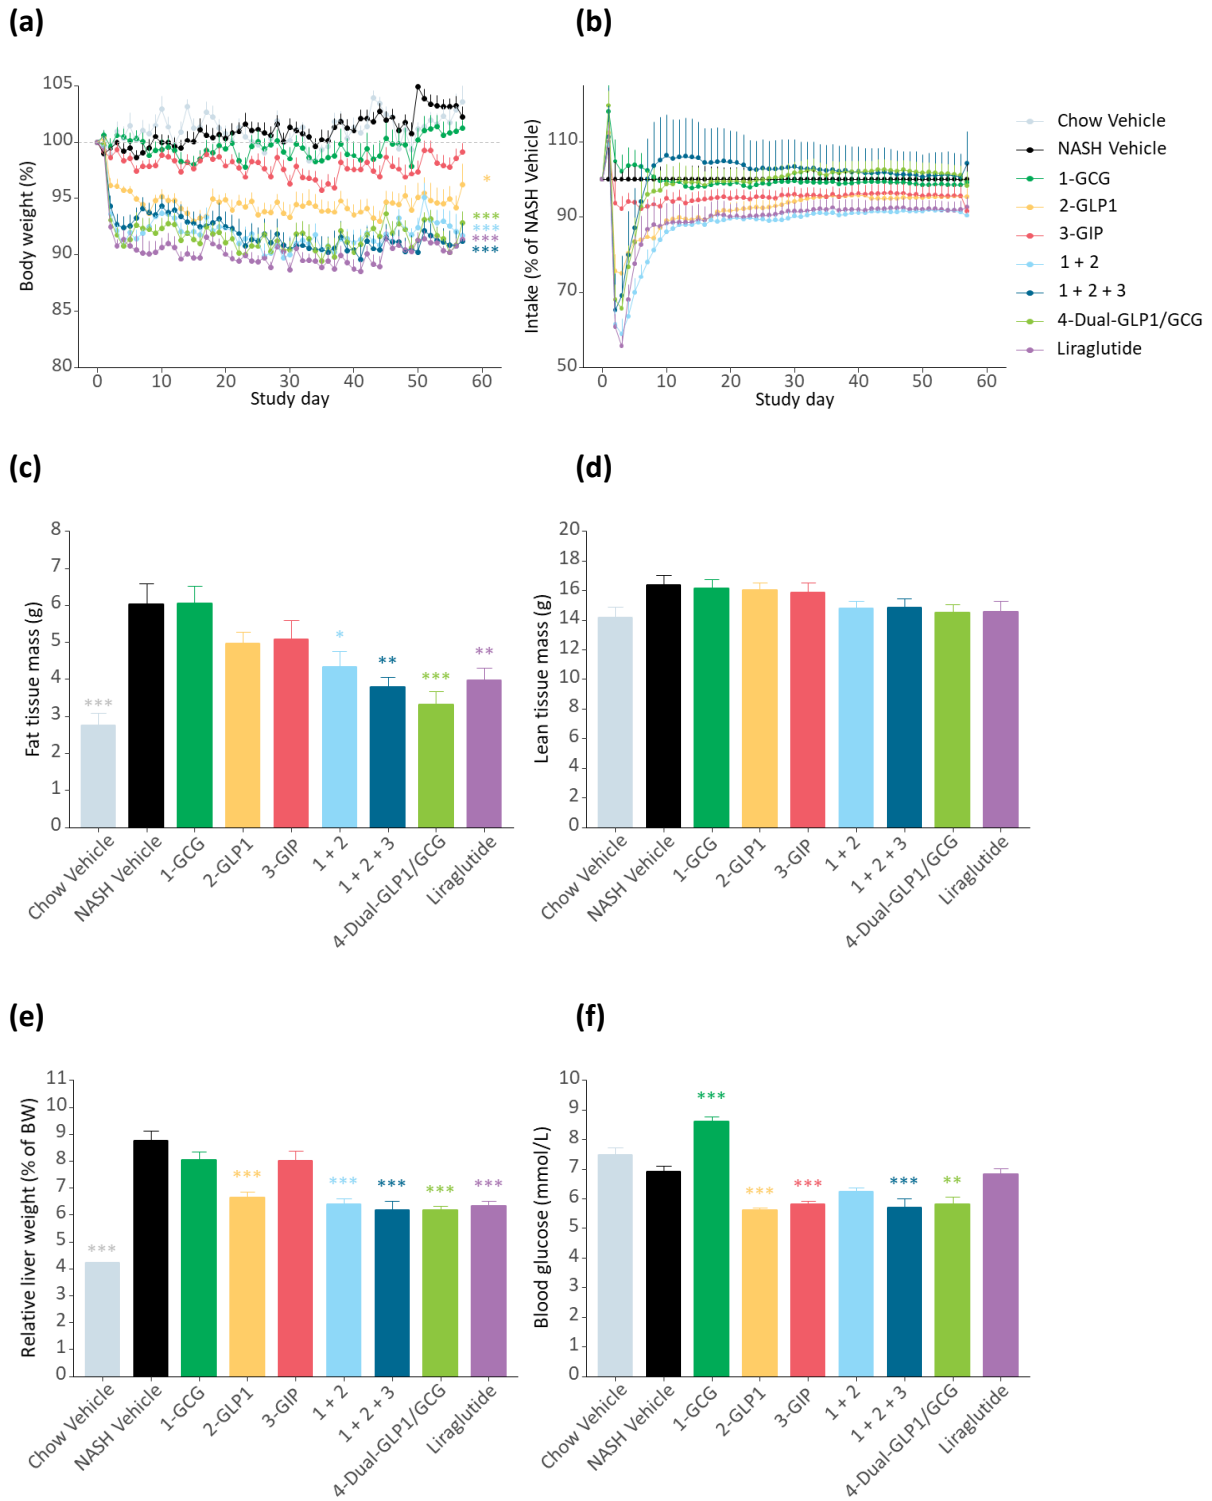 (a)
(b)
105
100
95
90
85
80
Body weight (%)
0
10
20
30
40
50
60
Study day
*
***
***
***
***
110
90
70
50
Intake (% of NASH Vehicle)
0
10
20
30
40
50
60
Study day
Chow Vehicle
NASH Vehicle
1-GCG
2-GLP1
3-GIP
1 + 2
1 + 2 + 3
4-Dual-GLP1/GCG
Liraglutide
(c)
(d)
8
7
6
5
4
3
2
1
0
Fat tissue mass (g)
***
*
**
***
**
Chow Vehicle
NASH Vehicle
1-GCG
2-GLP1
3-GIP
1 + 2
1 + 2 + 3
4-Dual-GLP1/GCG
Liraglutide
20
18
16
14
12
10
8
6
4
2
0
Lean tissue mass (g)
Chow Vehicle
NASH Vehicle
1-GCG
2-GLP1
3-GIP
1 + 2
1 + 2 + 3
4-Dual-GLP1/GCG
Liraglutide
(e)
(f)
11
10
9
8
7
6
5
4
3
2
1
0
Relative liver weight (% of BW)
***
***
***
***
***
***
Chow Vehicle
NASH Vehicle
1-GCG
2-GLP1
3-GIP
1 + 2
1 + 2 + 3
4-Dual-GLP1/GCG
Liraglutide
10
9
8
7
6
5
4
3
2
1
0
Blood glucose (mmol/L)
***
***
***
***
**
Chow Vehicle
NASH Vehicle
1-GCG
2-GLP1
3-GIP
1 + 2
1 + 2 + 3
4-Dual-GLP1/GCG
Liraglutide